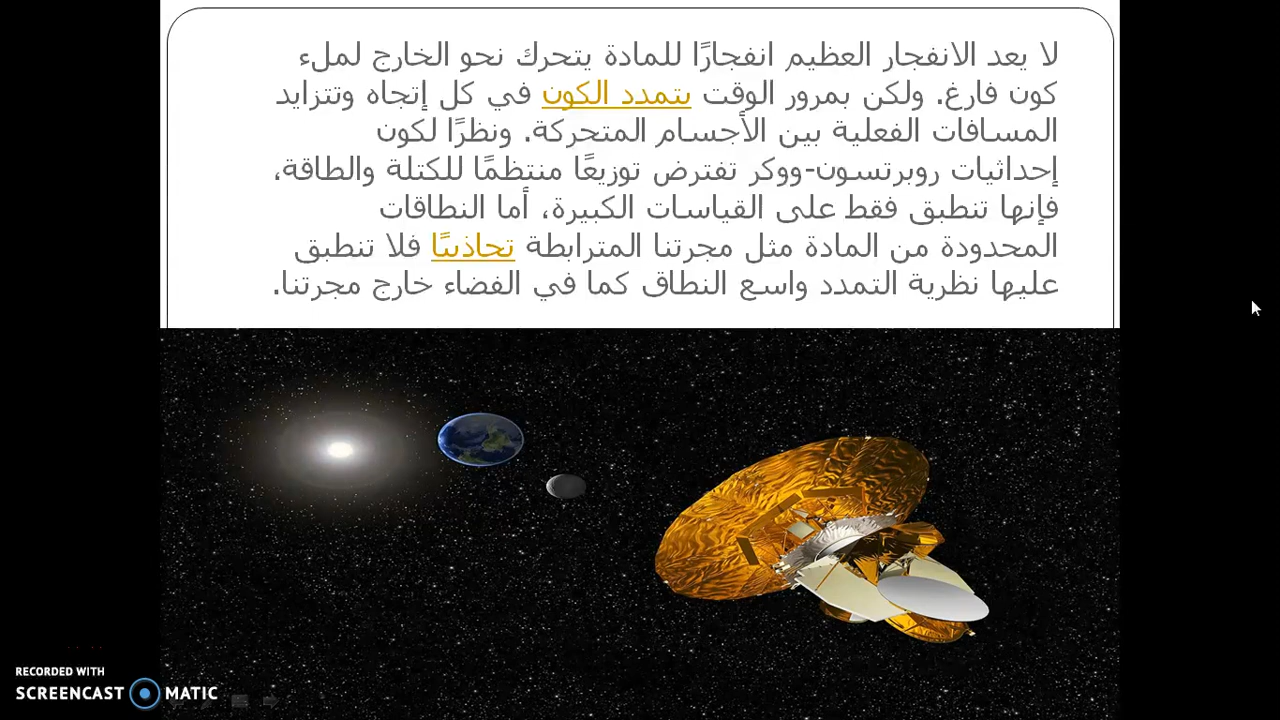 لا يعد الانفجار العظيم انفجارًا للمادة يتحرك نحو الخارج لملء
كون فارغ. ولكن بمرور الوقت يتمدد الكون في كل إتجاه وتتزايد
المسافات الفعلية بين الأجسام المتحركة. ونظرًا لكون
إحداثيات روبرتسون-ووكر تفترض توزيعًا منتظمًا للكتلة والطاقة،
فإنها تنطبق فقط على القياسات الكبيرة، أما النطاقات
المحدودة من المادة مثل مجرتنا المترابطة تجاذبيًا فلا تنطبق
عليها نظرية التمدد واسع النطاق كما في الفضاء خارج مجرتنا.
RECORDED WITH
SCREENCAST MATIC